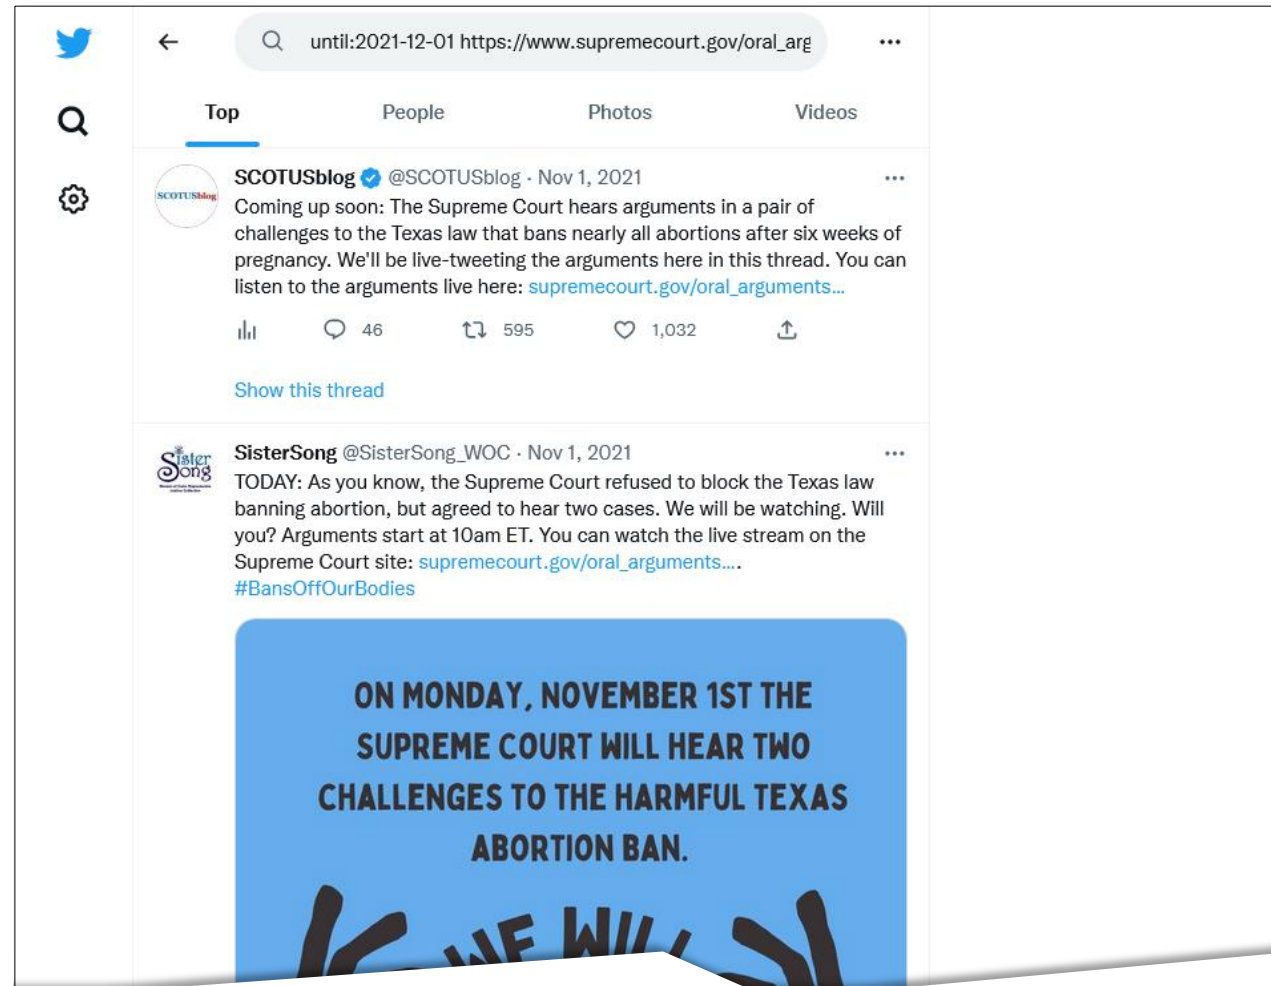 until:2021-12-01 https://www.supremecourt.gov/oral_arg
Top People Photos Videos
SCOTUSblog @SCOTUSblog · Nov 1, 2021
SCOTUSblog
Coming up soon: The Supreme Court hears arguments in a pair of
challenges to the Texas law that bans nearly all abortions after six weeks of
pregnancy. We'll be live-tweeting the arguments here in this thread. You can
listen to the arguments live here: supremecourt.gov/oral_arguments...
46 595 1,032
Show this thread
SisterSong @SisterSong_WOC · Nov 1, 2021
Sister
Song
TODAY: As you know, the Supreme Court refused to block the Texas law
banning abortion, but agreed to hear two cases. We will be watching. Will
you? Arguments start at 10am ET. You can watch the live stream on the
Supreme Court site: supremecourt.gov/oral_arguments....
#BansOffOurBodies
ON MONDAY, NOVEMBER 1ST THE
SUPREME COURT WILL HEAR TWO
CHALLENGES TO THE HARMFUL TEXAS
ABORTION BAN.
WE WILL